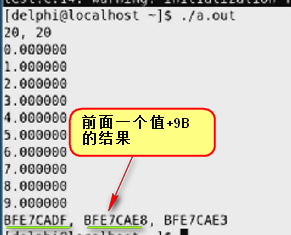 test.c:14: warning: initialization f
[delphi@localhost ~]$ ./a.out
20, 20
0.000000
1.000000
2.000000
3.000000
4.000000
5.000000
6.000000
7.000000
8.000000
9.000000
前面一个值+9B
的结果
BFE7CADF, BFE7CAE8, BFE7CAE3
[delphi@localhost ~]$